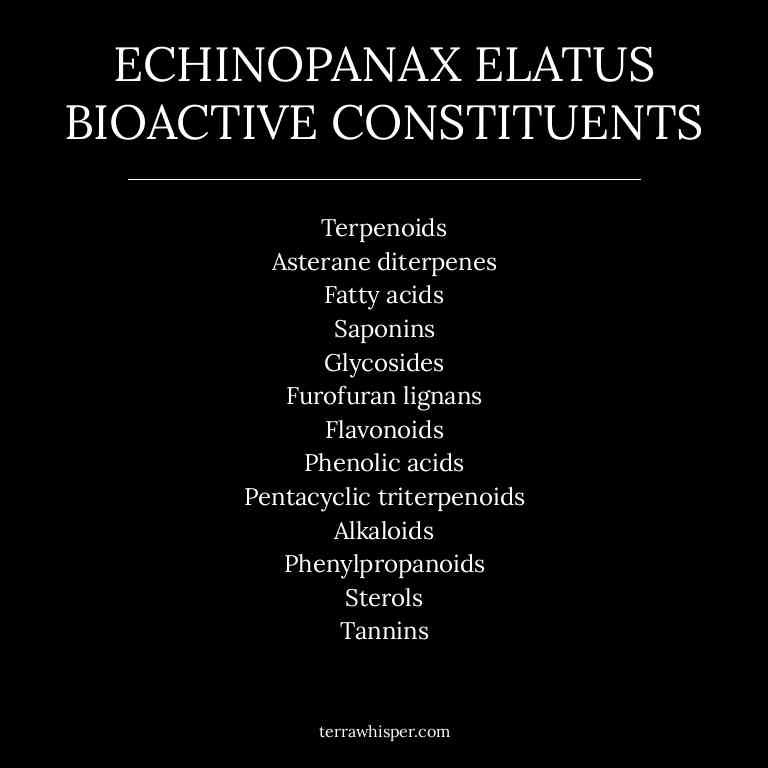 ECHINOPANAX ELATUS
BIOACTIVE CONSTITUENTS
Terpenoids
Asterane diterpenes
Fatty acids
Saponins
Glycosides
Furofuran lignans
Flavonoids
Phenolic acids
Pentacyclic triterpenoids
Alkaloids
Phenylpropanoids
Sterols
Tannins
terrawhisper.com